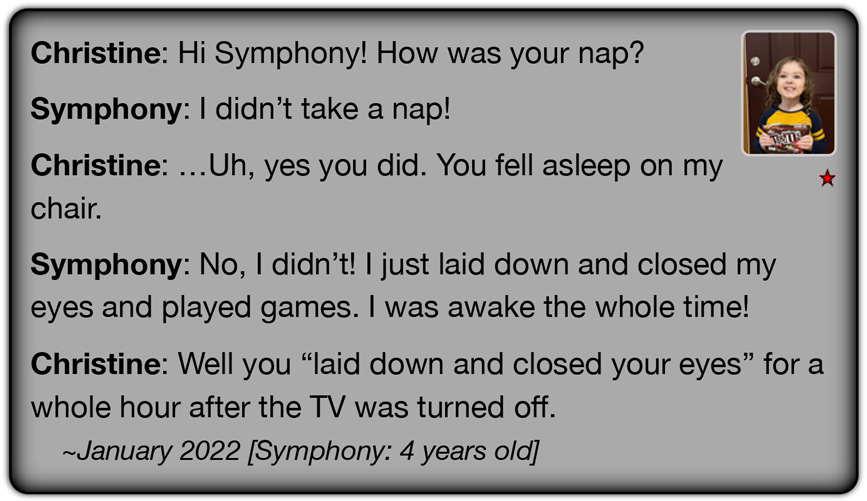 Christine: Hi Symphony! How was your nap?
Symphony: I didn’t take a nap!
Christine: …Uh, yes you did. You fell asleep on my
chair.
Symphony: No, I didn’t! I just laid down and closed my
eyes and played games. I was awake the whole time!
Christine: Well you “laid down and closed your eyes” for a
whole hour after the TV was turned off.
~January 2022 [Symphony: 4 years old]